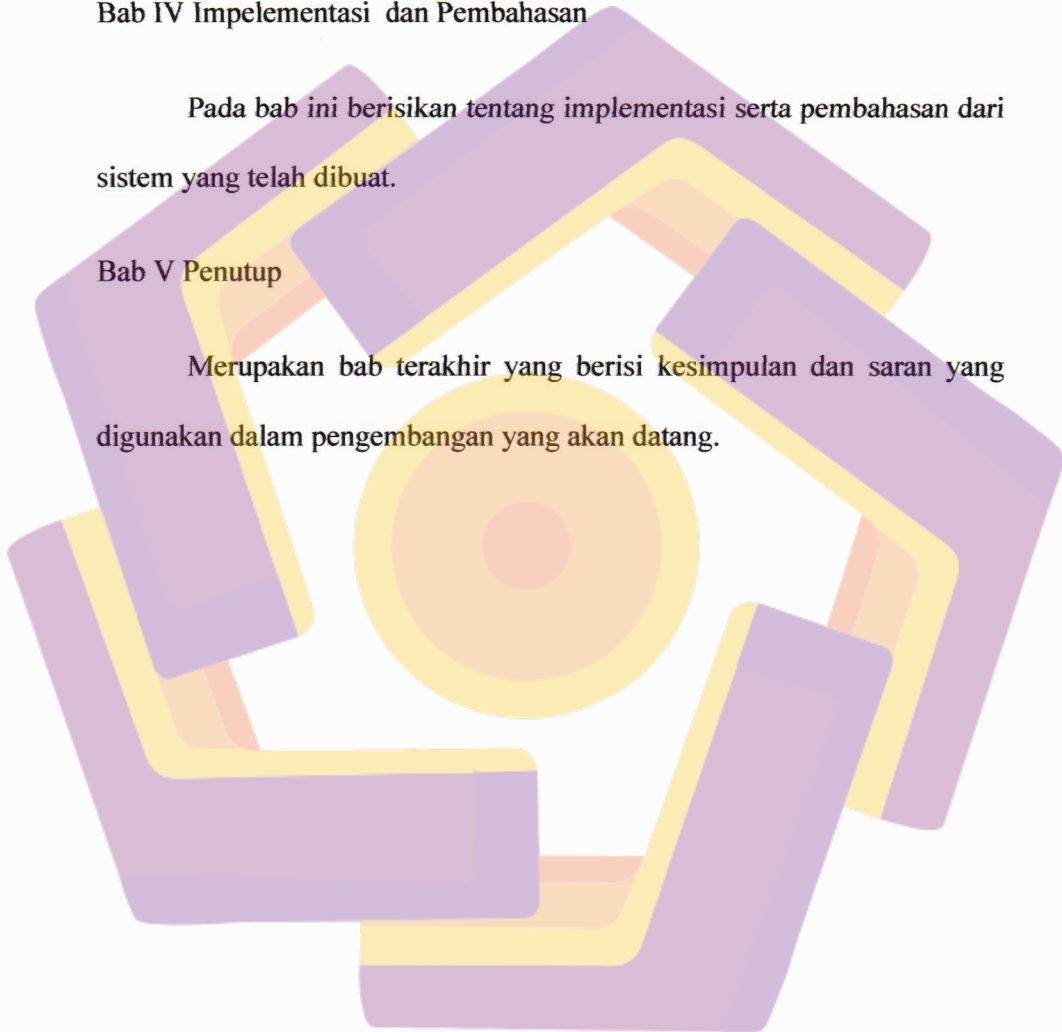 Bab IV Impelementasi dan Pembahasan
Pada bab ini berisikan tentang implementasi serta pembahasan dari
sistem yang telah dibuat.
Bab V Penutup
Merupakan bab terakhir yang berisi kesimpulan dan saran yang
digunakan dalam pengembangan yang akan datang.